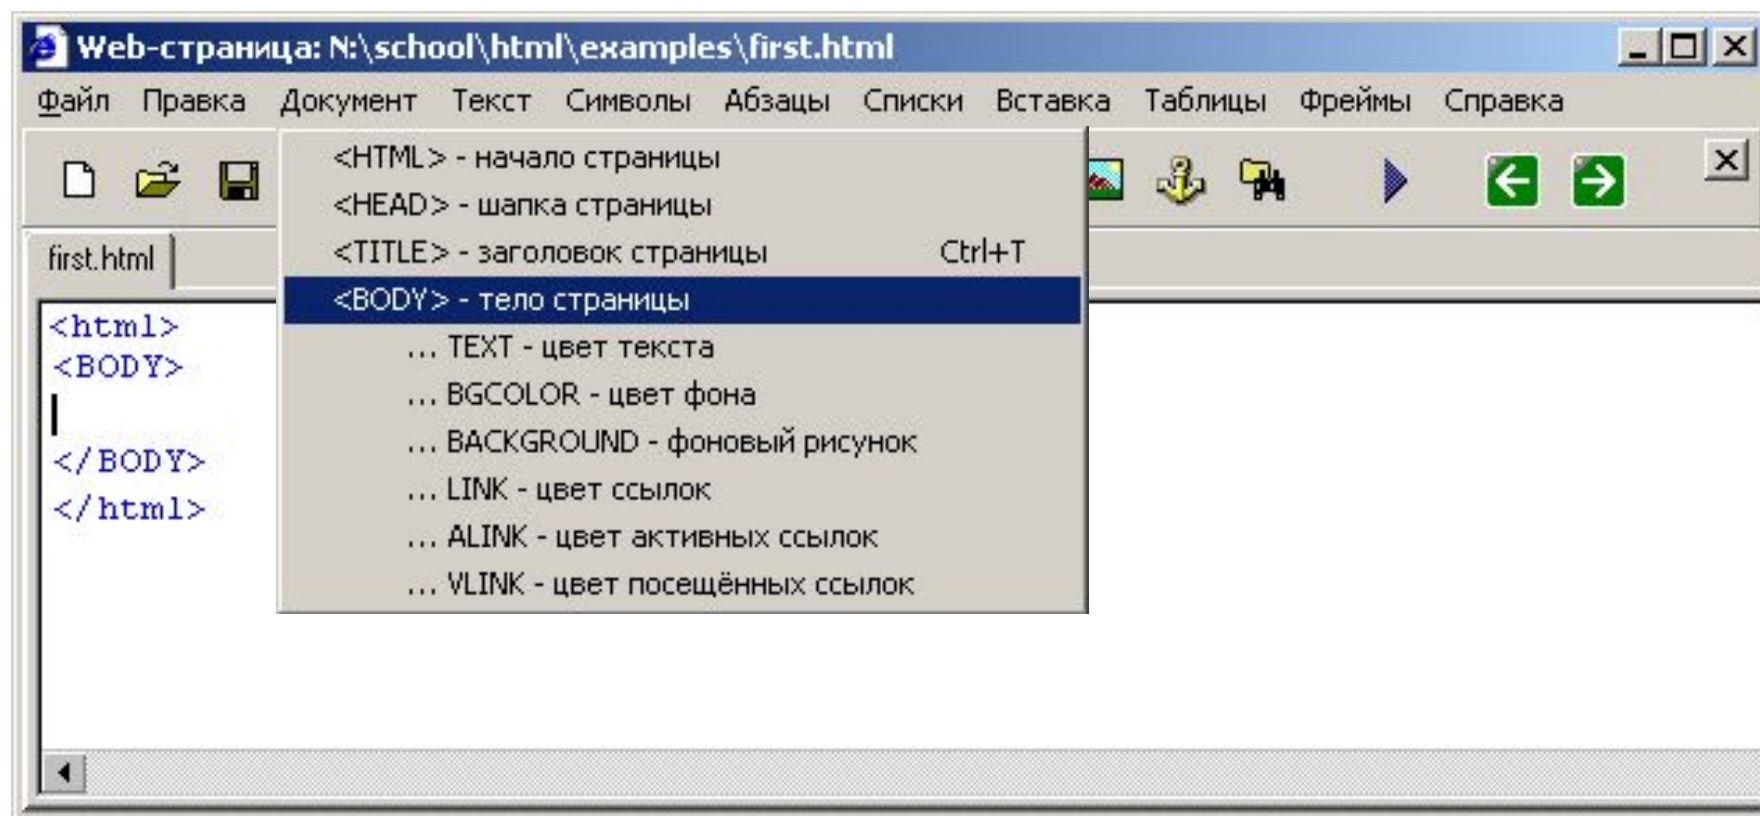 Web-страница: N:\school\html\examples\first.html
Файл Правка Документ Текст Символы Абзацы Списки Вставка Таблицы Фреймы Справка
<HTML> - начало страницы
<HEAD> - шапка страницы
<TITLE> - заголовок страницы Ctrl+T
<BODY> - тело страницы
... TEXT - цвет текста
... BGCOLOR - цвет фона
... BACKGROUND - фоновый рисунок
... LINK - цвет ссылок
... ALINK - цвет активных ссылок
... VLINK - цвет посещённых ссылок
first.html
<html>
<BODY>
</BODY>
</html>